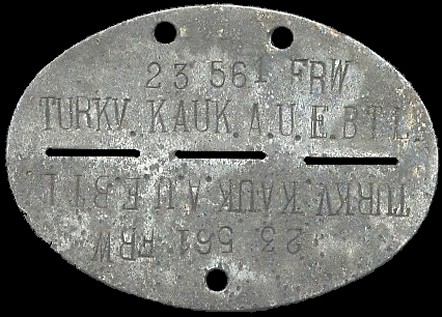 23 561 FRW
TURKV. KAUK. A. U. E. BTL.
TURKV. KAUK. A. U. E. BTL
23 561 FRW